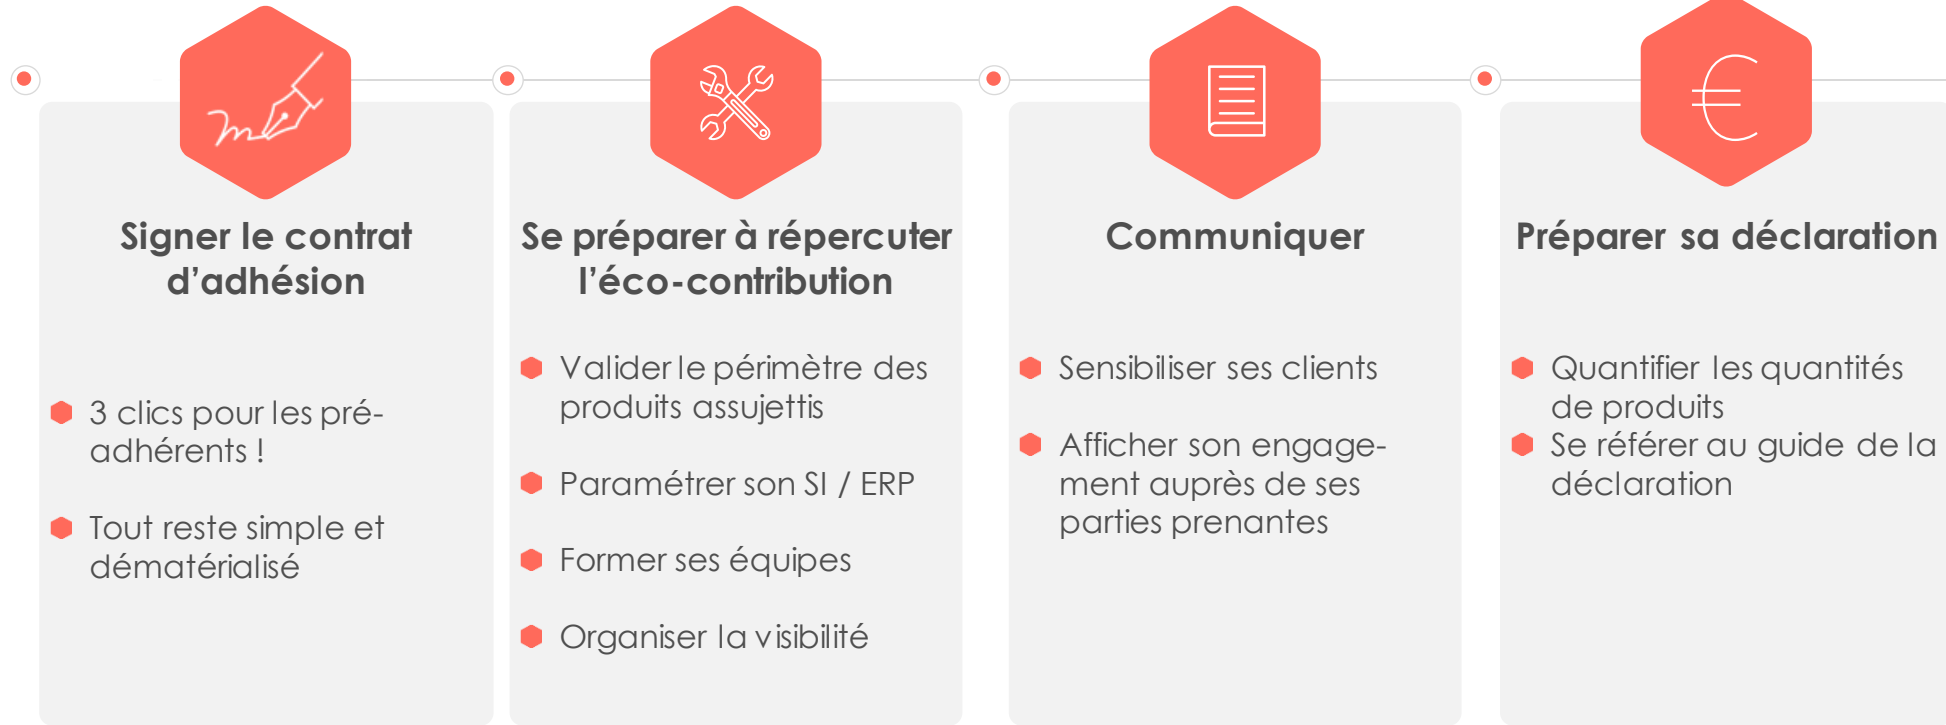 Signer le contrat
d’adhésion
3 clics pour les pré-
adhérents !
Tout reste simple et
dématérialisé
Se préparer à répercuter
l’éco-contribution
Valider le périmètre des
produits assujettis
Paramétrer son SI / ERP
Former ses équipes
Organiser la visibilité
Communiquer
Sensibiliser ses clients
Afficher son engage-
ment auprès de ses
parties prenantes
Préparer sa déclaration
Quantifier les quantités
de produits
Se référer au guide de la
déclaration